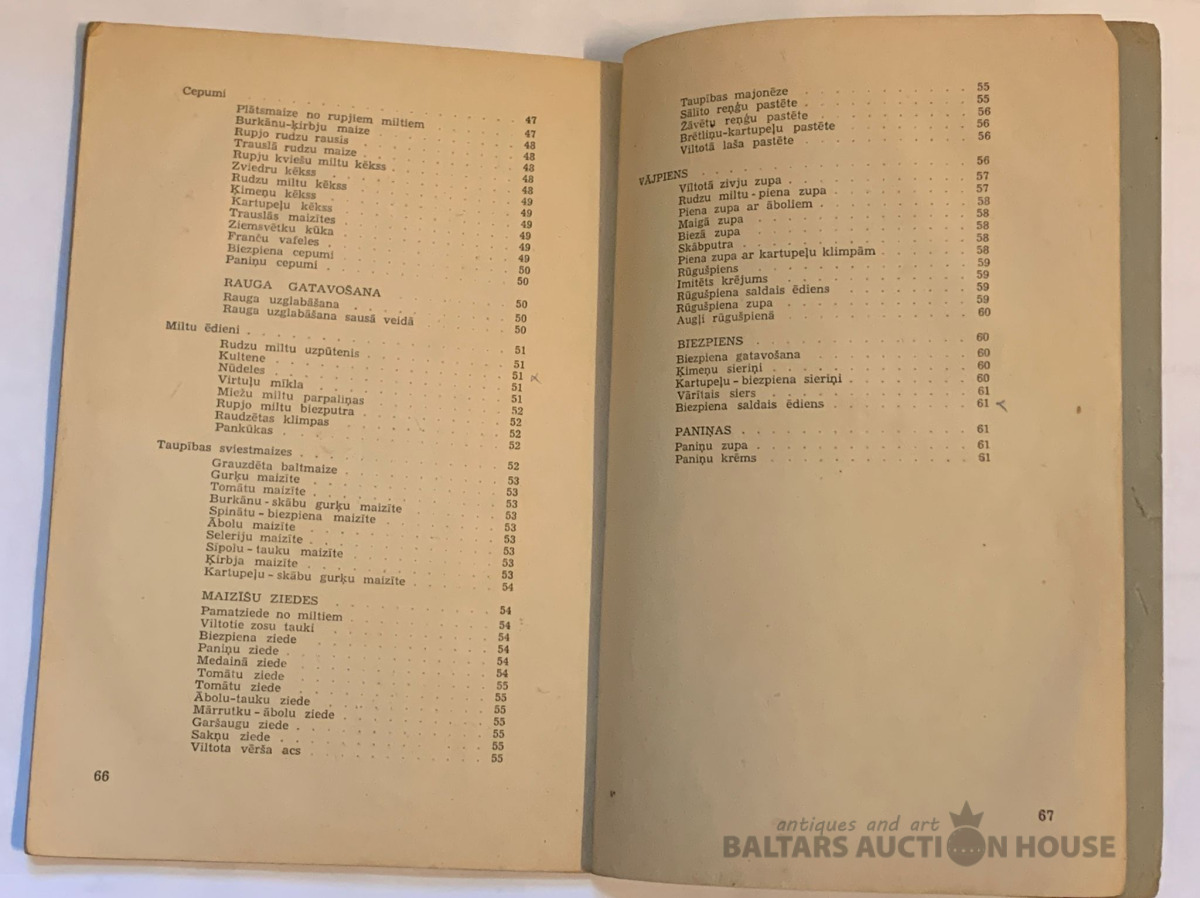 Cepumi . . . 47
Plātsmaize no rupjiem miltiem . . . 47
Burkānu-ķirbju maize . . . 48
Rupjo rudzu rausis . . . 48
Trauslā rudzu maize . . . 48
Rupju kviešu miltu kēkss . . . 48
Zviedru kēkss . . . 48
Rudzu miltu kēkss . . . 49
Ķimeņu kēkss . . . 49
Kartupeļu kēkss . . . 49
Trauslās maizītes . . . 49
Ziemsvētku kūka . . . 49
Franču vafeles . . . 49
Biezpiena cepumi . . . 50
Paniņu cepumi . . . 50
RAUGA GATAVOŠANA . . . 50
Rauga uzglabāšana . . . 50
Rauga uzglabāšana sausā veidā . . . 50
Miltu ēdieni . . . 51
Rudzu miltu uzpūtenis . . . 51
Kultene . . . 51
Nūdeles . . . 51
Virtuļu mīkla . . . 51
Miežu miltu parpaliņas . . . 52
Rupjo miltu biezputra . . . 52
Raudzētas klimpas . . . 52
Pankūkas . . . 52
Taupības sviestmaizes . . . 52
Grauzdēta baltmaize . . . 53
Gurķu maizīte . . . 53
Tomātu maizīte . . . 53
Burkānu - skābu gurķu maizīte . . . 53
Spinātu - biezpiena maizīte . . . 53
Ābolu maizīte . . . 53
Seleriju maizīte . . . 53
Sīpolu - tauku maizīte . . . 53
Ķirbja maizīte . . . 53
Kartupeļu - skābu gurķu maizīte . . . 54
MAIZĪŠU ZIEDES . . . 54
Pamatziede no miltiem . . . 54
Viltotie zosu tauki . . . 54
Biezpiena ziede . . . 54
Paniņu ziede . . . 54
Medainā ziede . . . 54
Tomātu ziede . . . 55
Tomātu ziede . . . 55
Ābolu-tauku ziede . . . 55
Mārrutku - ābolu ziede . . . 55
Garšaugu ziede . . . 55
Sakņu ziede . . . 55
Viltota vērša acs . . . 55
66
Taupības majonēze . . . 55
Sālīto reņģu pastēte . . . 55
Žāvētu reņģu pastēte . . . 56
Brētliņu-kartupeļu pastēte . . . 56
Viltotā laša pastēte . . . 56
VĀJPIENS . . . 56
Viltotā zivju zupa . . . 57
Rudzu miltu - piena zupa . . . 57
Piena zupa ar āboliem . . . 58
Maigā zupa . . . 58
Biezā zupa . . . 58
Skābputra . . . 58
Piena zupa ar kartupeļu klimpām . . . 58
Rūgušpiens . . . 59
Imitēts krējums . . . 59
Rūgušpiena saldais ēdiens . . . 59
Rūgušpiena zupa . . . 59
Augļi rūgušpienā . . . 60
BIEZPIENS . . . 60
Biezpiena gatavošana . . . 60
Ķimeņu sieriņi . . . 60
Kartupeļu - biezpiena sieriņi . . . 60
Vārītais siers . . . 61
Biezpiena saldais ēdiens . . . 61
PANIŅAS . . . 61
Paniņu zupa . . . 61
Paniņu krēms . . . 61
67
antiques and art
BALTARS AUCTION HOUSE